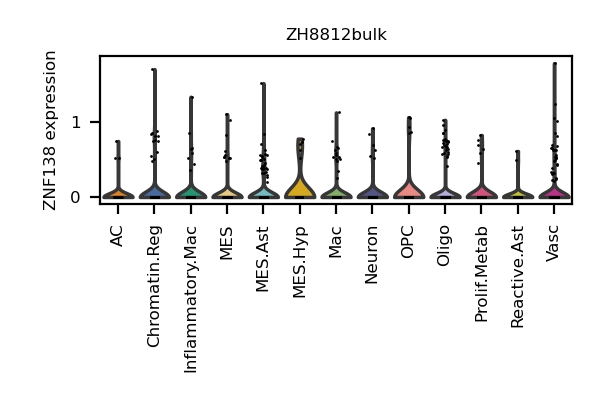 ZH8812bulk
ZNF138 expression
1
0
AC
Chromatin.Reg
Inflammatory.Mac
MES
MES.Ast
MES.Hyp
Mac
Neuron
OPC
Oligo
Prolif.Metab
Reactive.Ast
Vasc